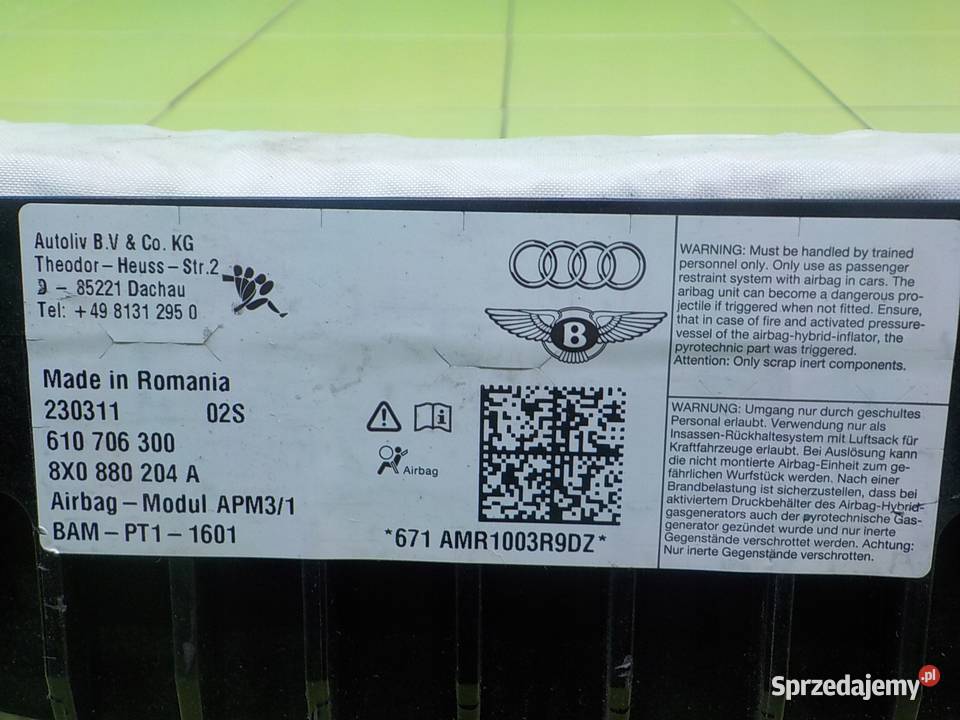 Autoliv B.V & Co. KG
Theodor-Heuss-Str.2
D - 85221 Dachau
Tel: +49 8131 295 0
Made in Romania
230311 02S
610 706 300
8X0 880 204 A
Airbag-Modul APM3/1
BAM-PT1-1601
Airbag
B
*671 AMR1003R9DZ*
WARNING: Must be handled by trained
personnel only. Only use as passenger
restraint system with airbag in cars. The
aribag unit can become a dangerous pro-
jectile if triggered when not fitted. Ensure,
that in case of fire and activated pressure-
vessel of the airbag-hybrid-inflator, the
pyrotechnic part was triggered.
Attention: Only scrap inert components.
WARNUNG: Umgang nur durch geschultes
Personal erlaubt. Verwendung nur als
Insassen-Rückhaltesystem mit Luftsack für
Kraftfahrzeuge erlaubt. Bei Auslösung kann
die nicht montierte Airbag-Einheit zum ge-
fährlichen Wurfstück werden. Nach einer
Brandbelastung ist sicherzustellen, dass bei
aktiviertem Druckbehälter des Airbag-Hybrid-
gasgenerators auch der pyrotechnische Gas-
generator gezündet wurde und nur inerte
Gegenstände verschrottet werden. Achtung:
Nur inerte Gegenstände verschrotten.
Sprzedajemy.pl